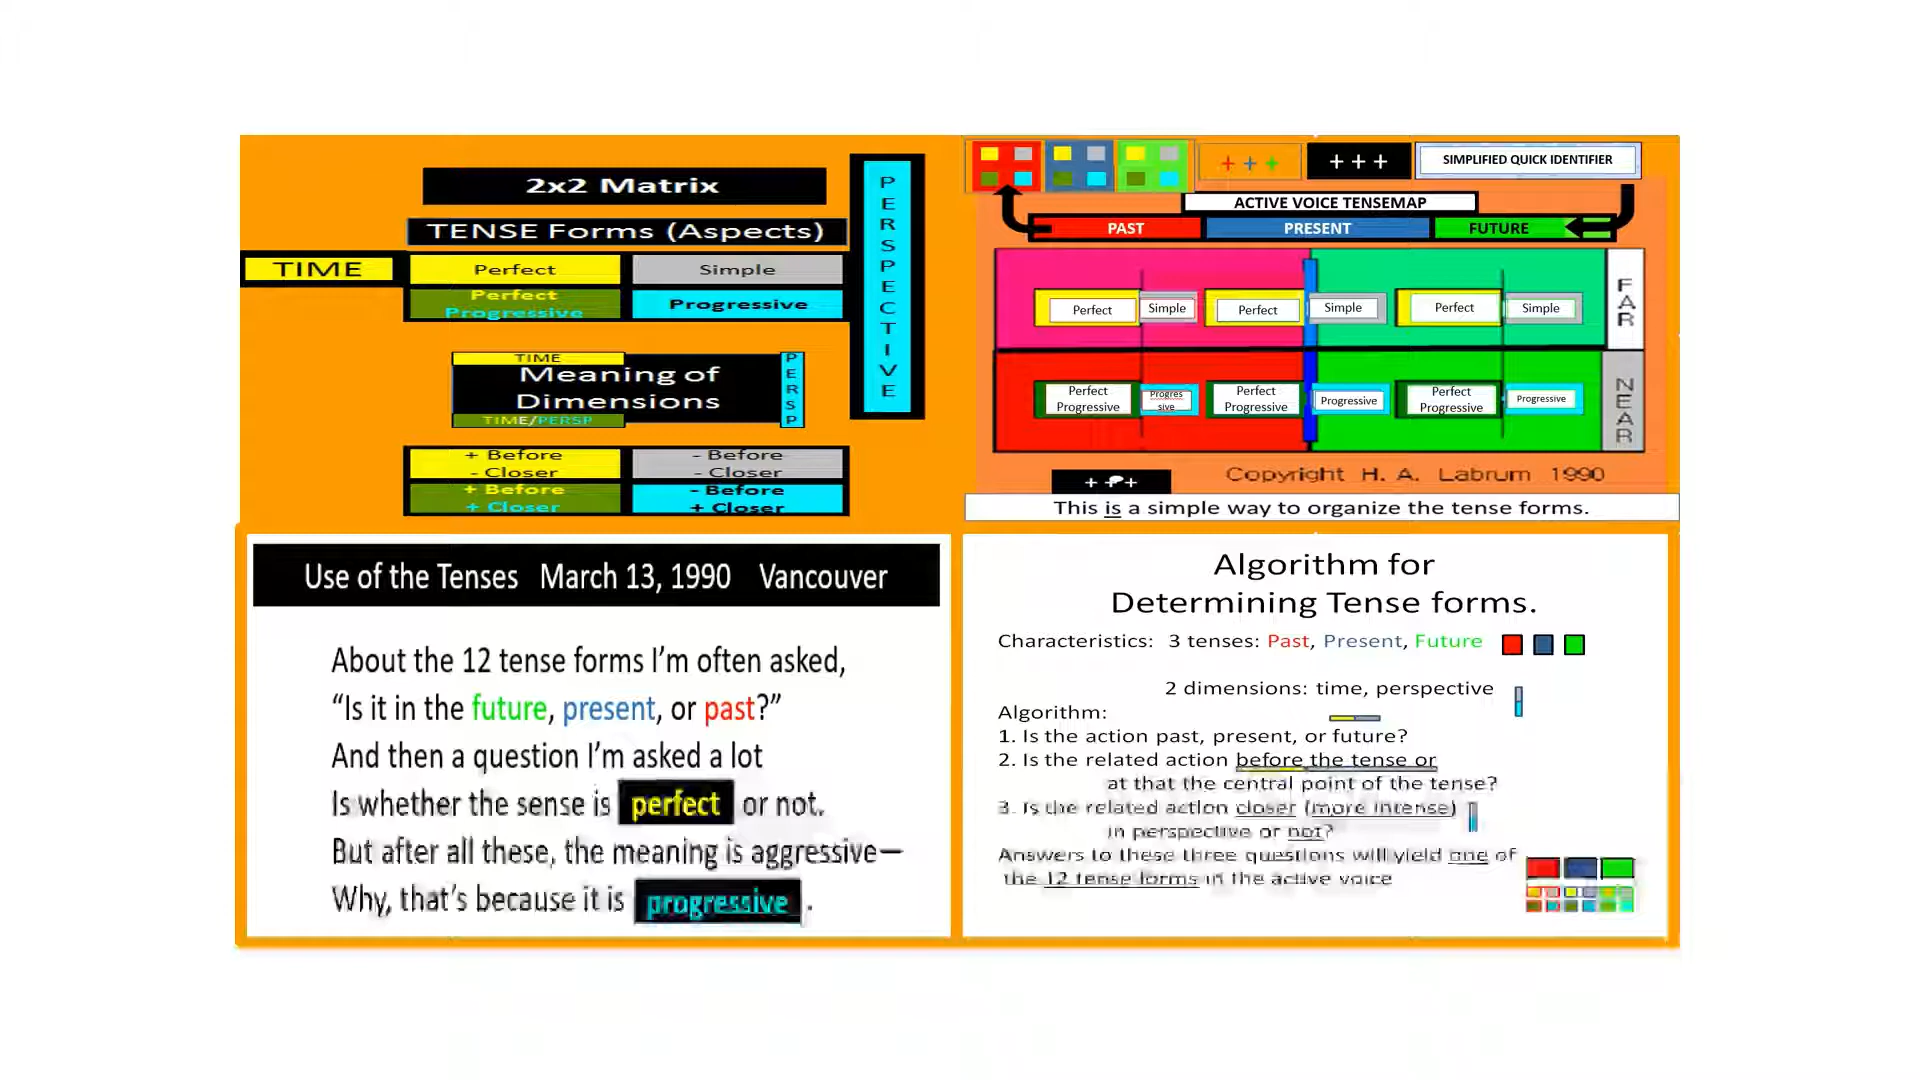 2x2 Matrix
TENSE Forms (Aspects)
TIME
Perfect
Simple
Perfect
Progressive
Progressive
PERSPECTIVE
TIME
Meaning of
Dimensions
TIME/PERSP
PERSP
+ Before
- Closer
- Before
- Closer
+ Before
+ Closer
- Before
+ Closer
+ + +
+ + +
SIMPLIFIED QUICK IDENTIFIER
ACTIVE VOICE TENSEMAP
PAST
PRESENT
FUTURE
Perfect
Simple
Perfect
Simple
Perfect
Simple
FAR
Perfect
Progressive
Progres
sive
Perfect
Progressive
Progressive
Perfect
Progressive
Progressive
NEAR
Copyright H. A. Labrum 1990
This is a simple way to organize the tense forms.
Use of the Tenses March 13, 1990 Vancouver
About the 12 tense forms I’m often asked,
“Is it in the future, present, or past?”
And then a question I’m asked a lot
Is whether the sense is perfect or not.
But after all these, the meaning is aggressive—
Why, that’s because it is progressive.
Algorithm for
Determining Tense forms.
Characteristics: 3 tenses: Past, Present, Future
2 dimensions: time, perspective
Algorithm:
1. Is the action past, present, or future?
2. Is the related action before the tense or
at that the central point of the tense?
3. Is the related action closer (more intense)
in perspective or not?
Answers to these three questions will yield one of
the 12 tense forms in the active voice